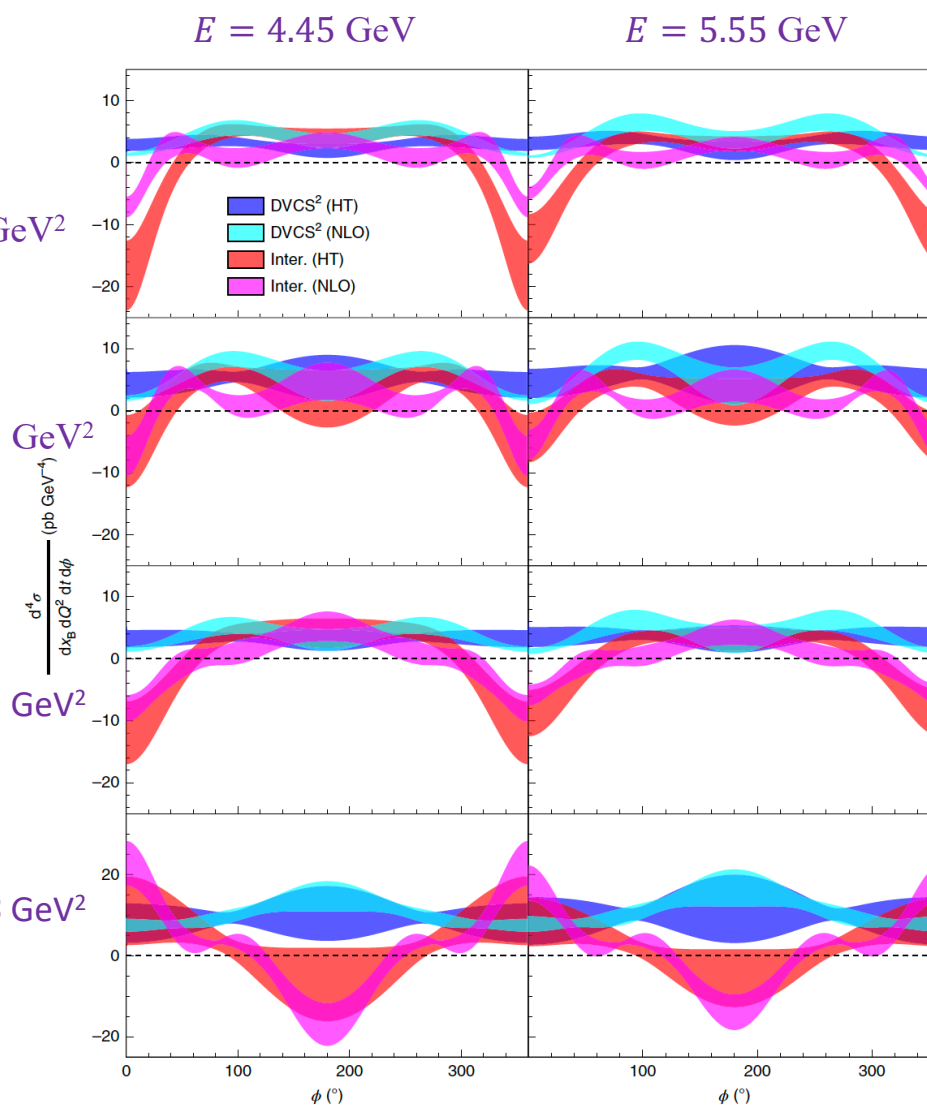 E = 4.45 GeV
E = 5.55 GeV
10
0
−10
−20
GeV²
DVCS² (HT)
DVCS² (NLO)
Inter. (HT)
Inter. (NLO)
10
0
−10
−20
GeV²
d⁴σ / dx_B dQ² dt dϕ (pb GeV⁻⁴)
10
0
−10
−20
GeV²
20
0
−20
GeV²
0 100 200 300
100 200 300
ϕ (°)
ϕ (°)